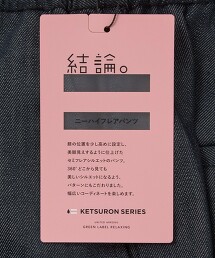 結論。
ニーハイフレアパンツ
膝の位置を少し高めに設定し、
美脚見えするように仕上げた
セミフレアシルエットのパンツ。
360°どこから見ても
美しいシルエットになるよう、
パターンにもこだわりました。
幅広いコーディネートを楽しめます。
KETSURON SERIES
GREEN LABEL RELAXING